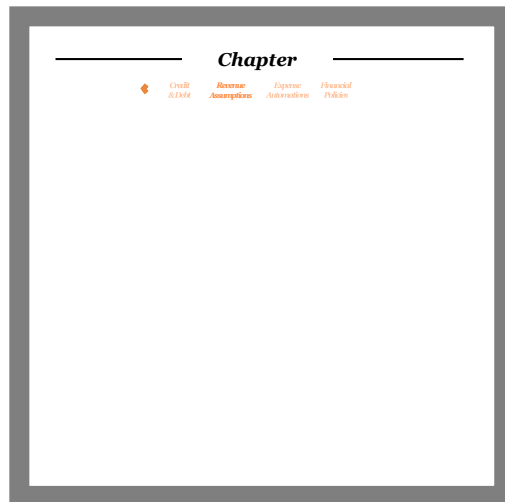 Chapter
Credit
& Debt
Revenue
Assumptions
Expense
Automations
Financial
Policies